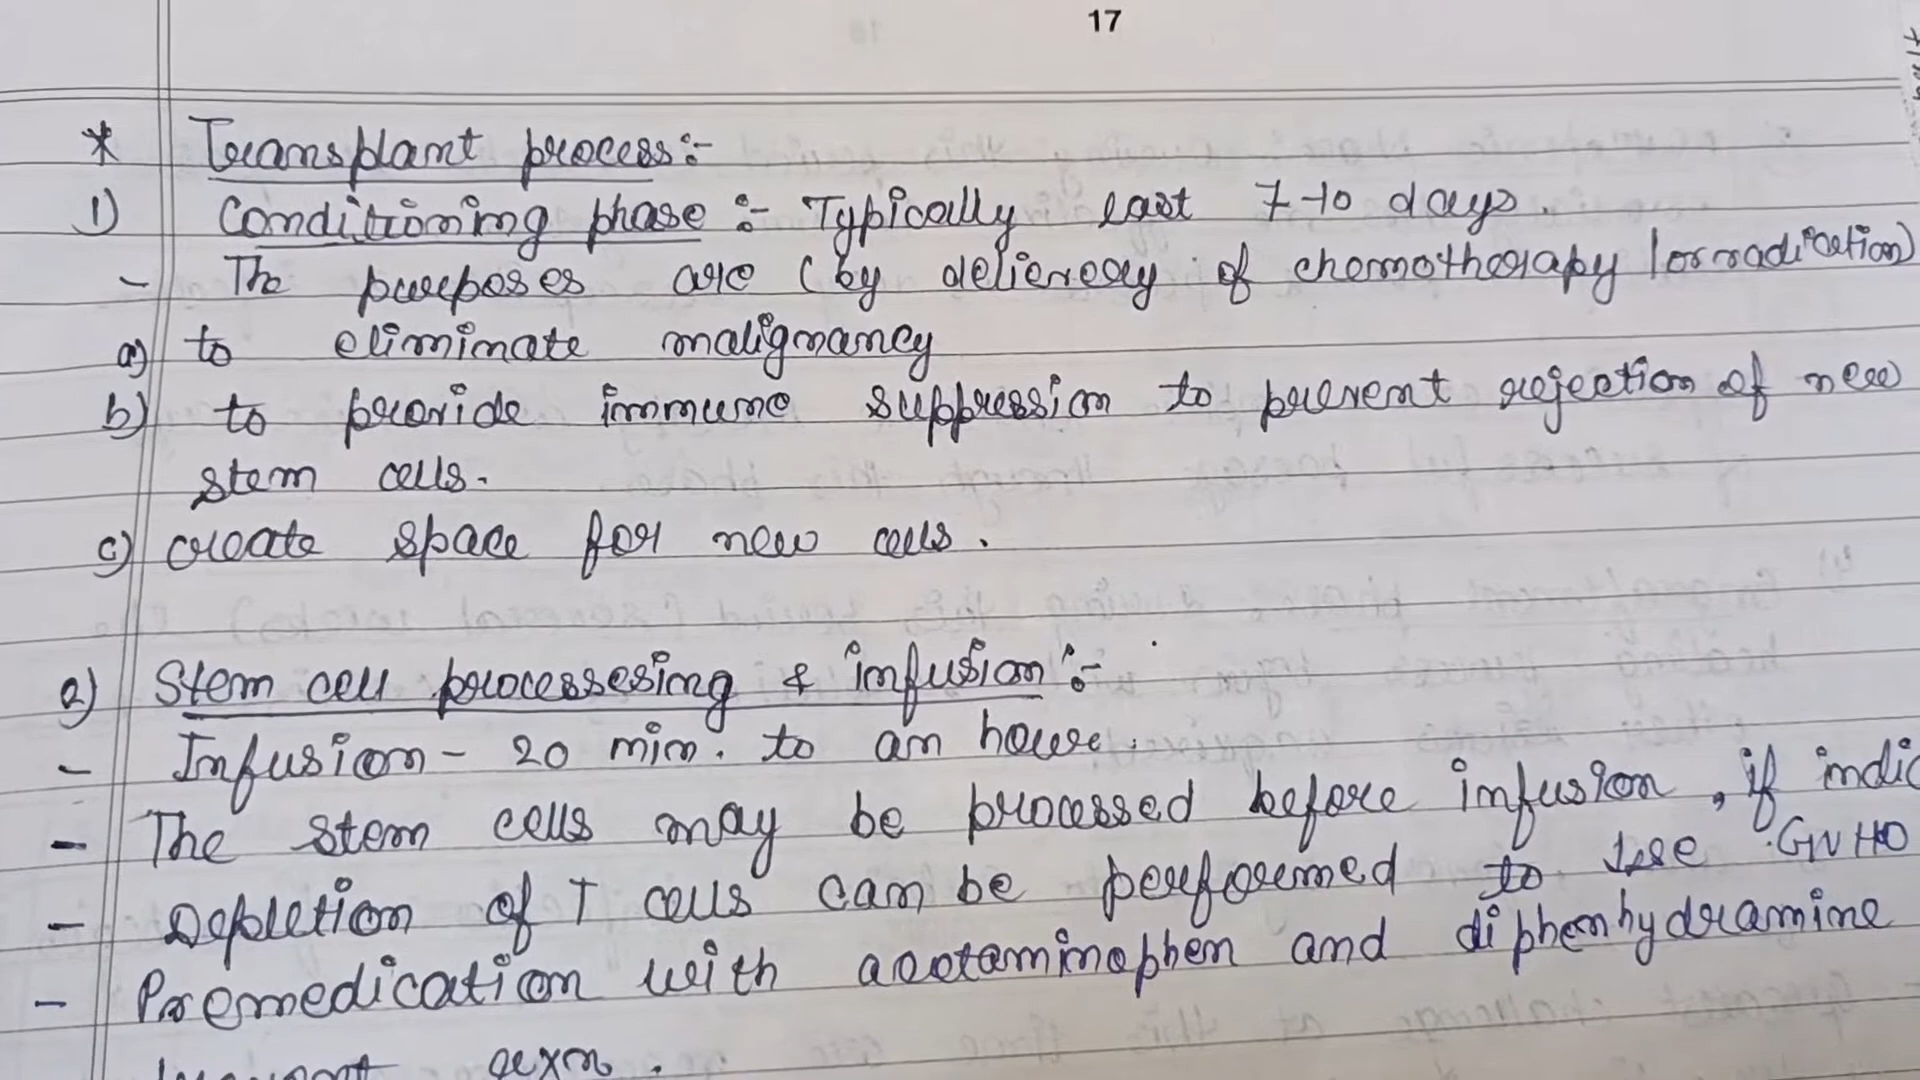 17
* Transplant process:-
1) Conditioning phase :- Typically last 7-10 days.
- The purposes are (by delievery of chemotherapy /or radication)
a) to eliminate malignancy
b) to provide immune suppression to prevent rejection of new
stem cells.
c) create space for new cells.
2) Stem cell processesing & infusion :-
- Infusion - 20 min. to an hour.
- The stem cells may be processed before infusion, if indic
- Depletion of T cells can be performed to use GVHD
- Premedication with acetaminophen and diphenhydramine
rxn.